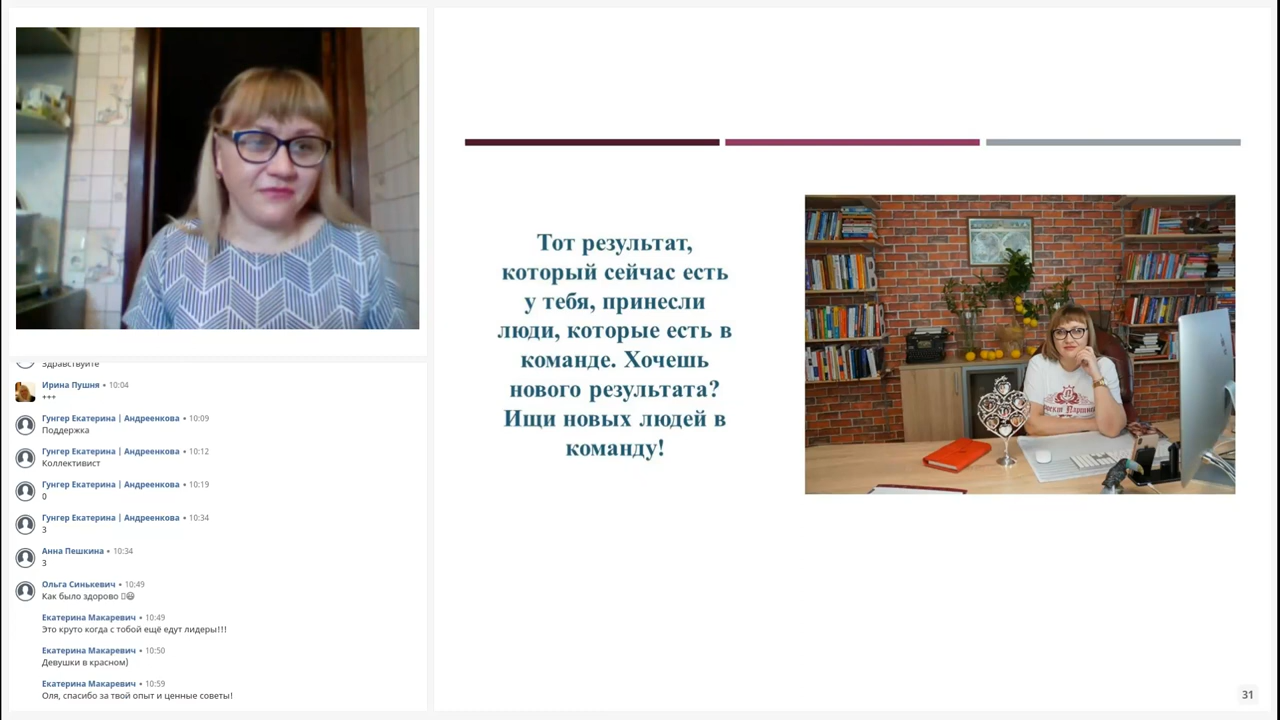 Здравствуйте
Ирина Пушня • 10:04
+++
Гунгер Екатерина | Андреенкова • 10:09
Поддержка
Гунгер Екатерина | Андреенкова • 10:12
Коллективист
Гунгер Екатерина | Андреенкова • 10:19
0
Гунгер Екатерина | Андреенкова • 10:34
3
Анна Пешкина • 10:34
3
Ольга Синькевич • 10:49
Как было здорово 😃
Екатерина Макаревич • 10:49
Это круто когда с тобой ещё едут лидеры!!!
Екатерина Макаревич • 10:50
Девушки в красном)
Екатерина Макаревич • 10:59
Оля, спасибо за твой опыт и ценные советы!
Тот результат,
который сейчас есть
у тебя, принесли
люди, которые есть в
команде. Хочешь
нового результата?
Ищи новых людей в
команду!
31